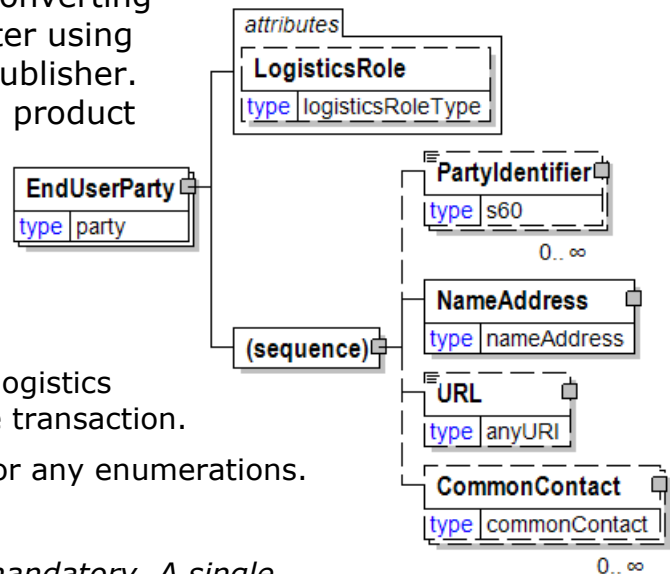 onverting
ter using
ublisher.
product
attributes
LogisticsRole
type logisticsRoleType
EndUserParty
type party
PartyIdentifier
type s60
0.. ∞
NameAddress
type nameAddress
(sequence)
URL
type anyURI
ogistics
e transaction.
or any enumerations.
CommonContact
type commonContact
0.. ∞
mandatory. A single